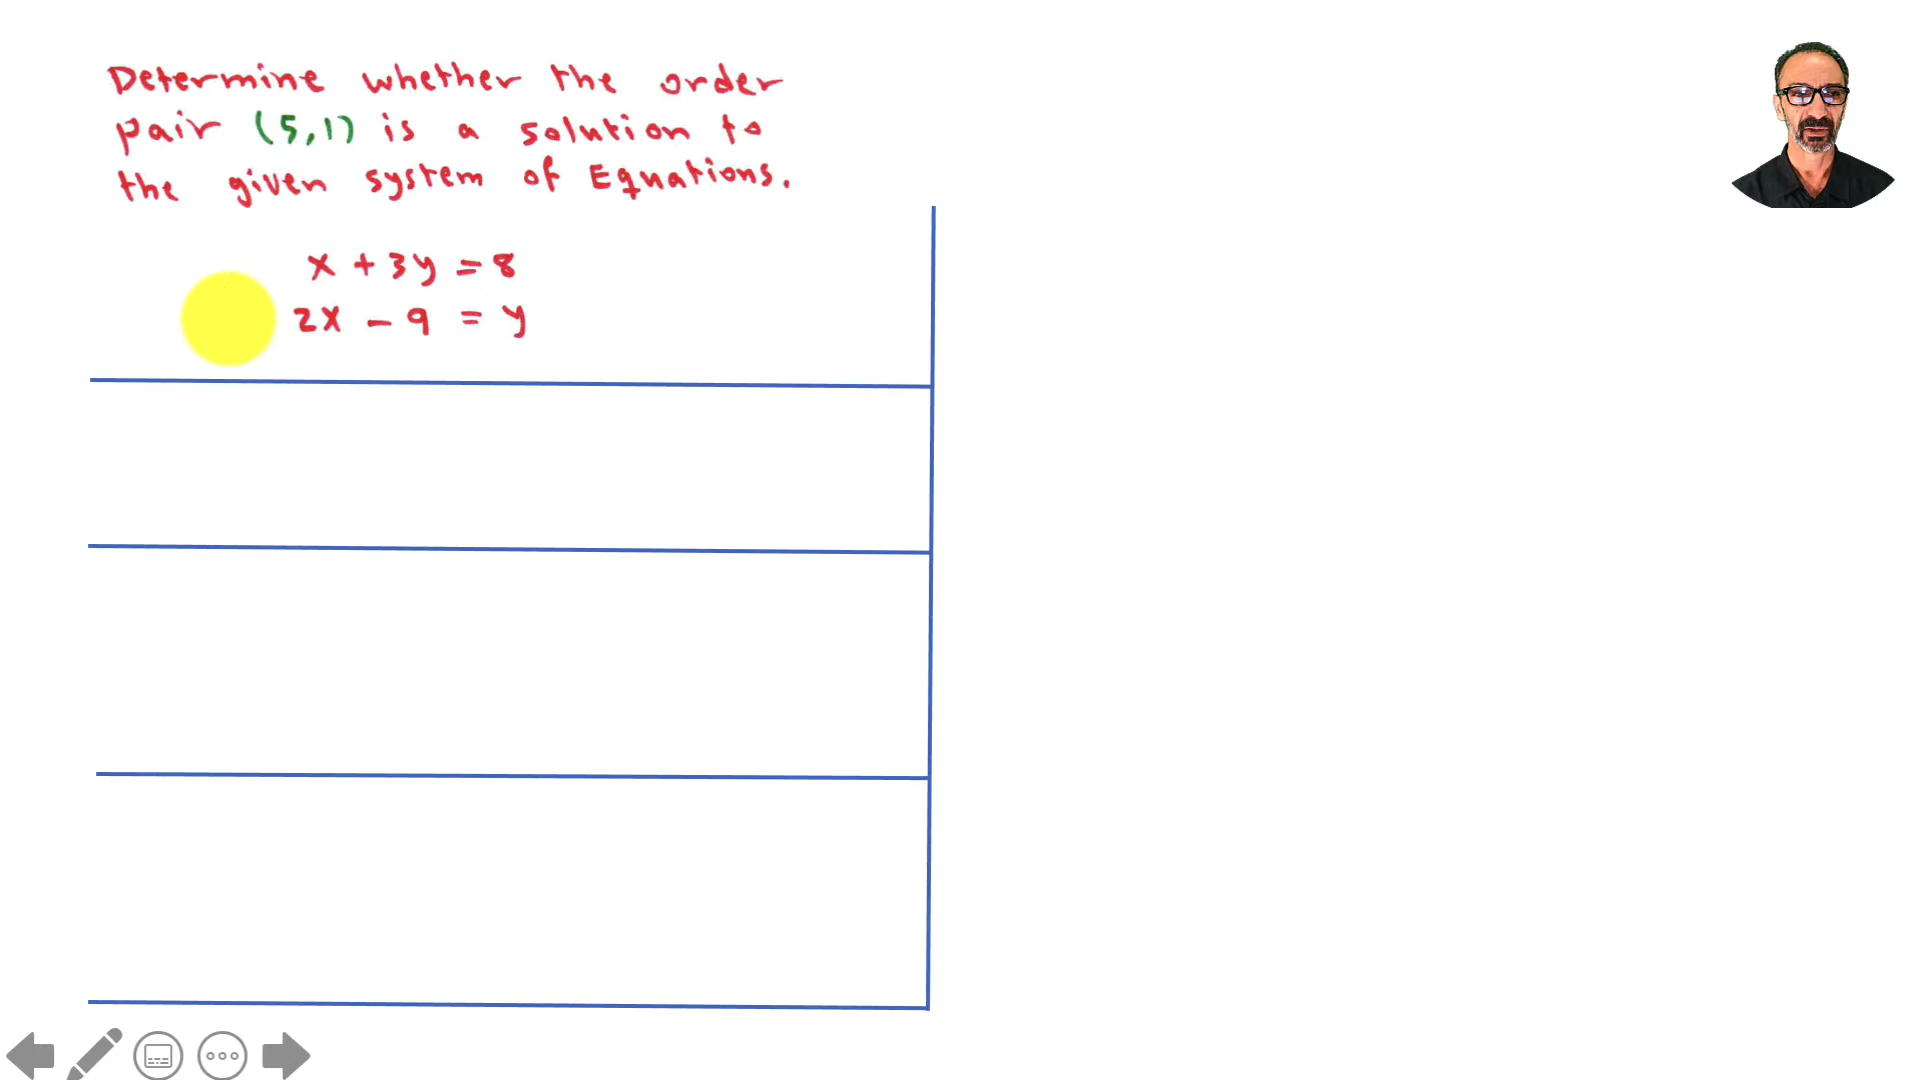 Determine whether the order
pair (5,1) is a solution to
the given system of Equations.
x + 3y = 8
2x - 9 = y